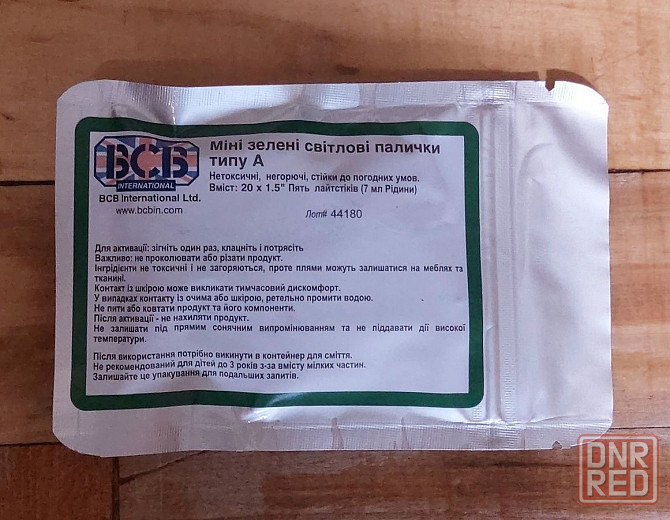 BCB
INTERNATIONAL
BCB International Ltd.
www.bcbin.com
Міні зелені світлові палички
типу А
Нетоксичні, негорючі, стійки до погодних умов.
Вміст: 20 x 1.5" Пять лайтстіків (7 мл Рідини)
Лот# 44180
Для активації: зігніть один раз, клацніть і потрясіть
Важливо: не проколювати або різати продукт.
Інгрідієнти не токсичні і не загоряються, проте плями можуть залишатися на меблях та
тканині.
Контакт із шкірою може викликати тимчасовий дискомфорт.
У випадках контакту із очима або шкірою, ретельно промити водою.
Не пити або ковтати продукт та його компоненти.
Після активації - не нахиляти продукт.
Не залишати під прямим сонячним випромінюванням та не піддавати дії високої
температури.
Після використання потрібно викинути в контейнер для сміття.
Не рекомендований для дітей до 3 років з-за вмісту мілких частин.
Залишайте це упакування для подальших запитів.
DNR
RED